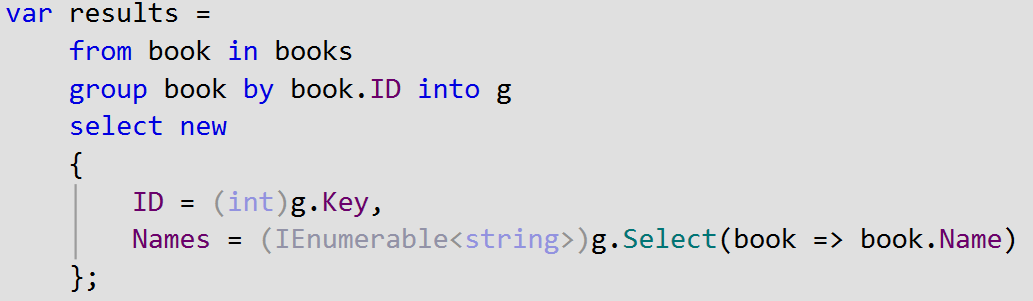 var results =
from book in books
group book by book.ID into g
select new
{
ID = (int)g.Key,
Names = (IEnumerable<string>)g.Select(book => book.Name)
};